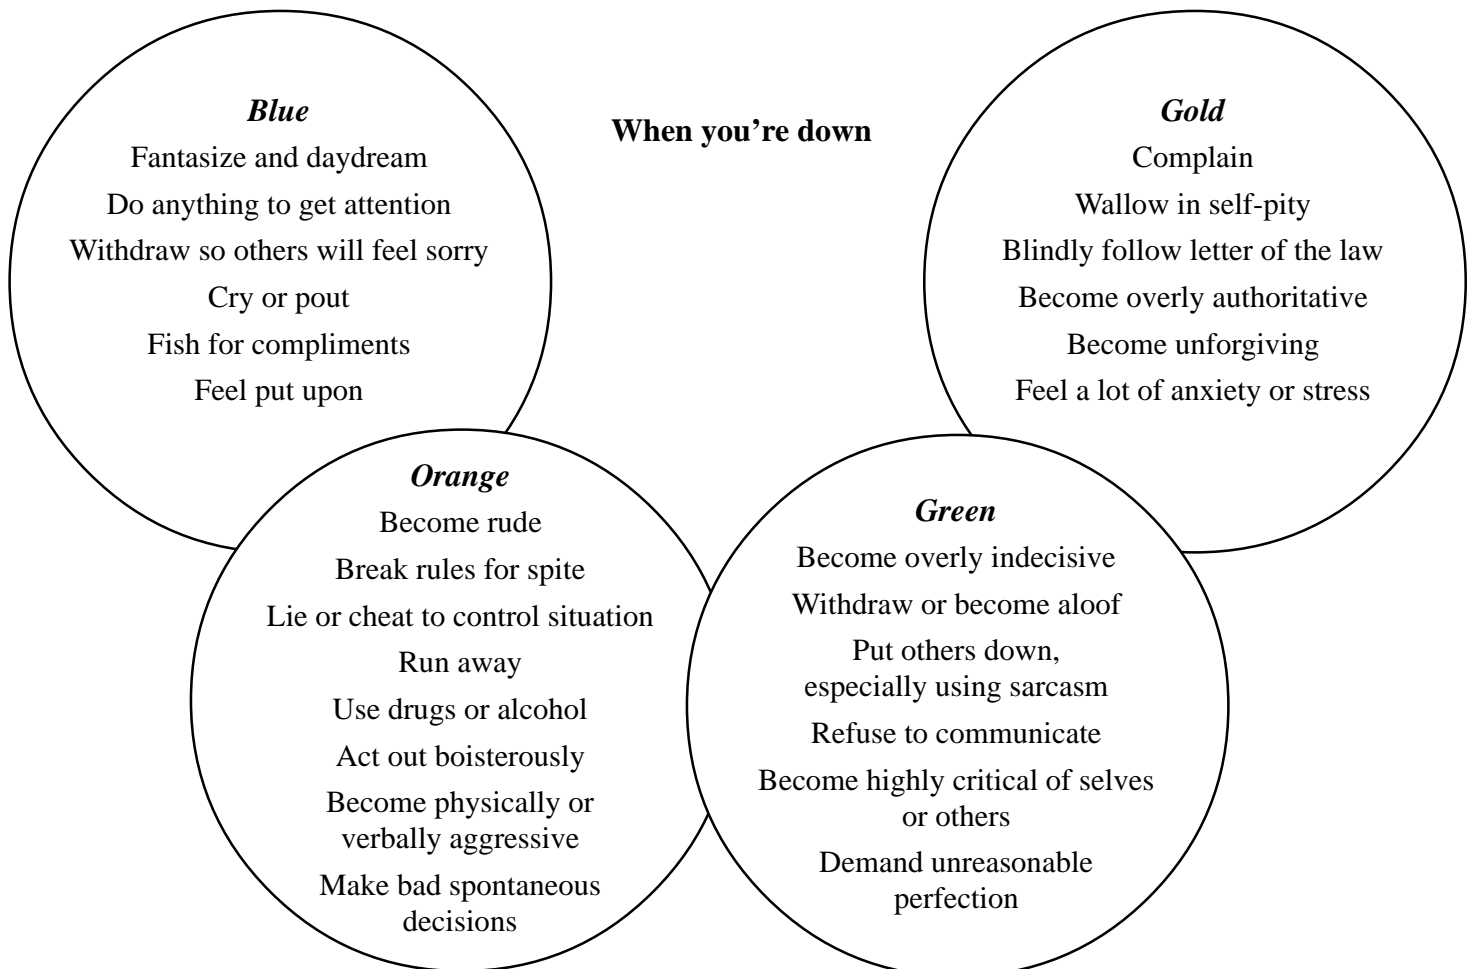 When you’re down
Blue
Fantasize and daydream
Do anything to get attention
Withdraw so others will feel sorry
Cry or pout
Fish for compliments
Feel put upon
Gold
Complain
Wallow in self-pity
Blindly follow letter of the law
Become overly authoritative
Become unforgiving
Feel a lot of anxiety or stress
Orange
Become rude
Break rules for spite
Lie or cheat to control situation
Run away
Use drugs or alcohol
Act out boisterously
Become physically or
verbally aggressive
Make bad spontaneous
decisions
Green
Become overly indecisive
Withdraw or become aloof
Put others down,
especially using sarcasm
Refuse to communicate
Become highly critical of selves
or others
Demand unreasonable
perfection